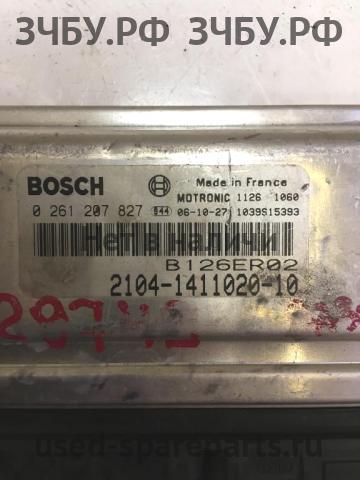 ЗЧБУ.РФ ЗЧБУ.РФ
BOSCH
Made in France
MOTRONIC 1126 1060
0 261 207 827 844 06-10-27 1039S15393
Нет в наличии
B126ER02
2104-1411020-10
used-spareparts.ru